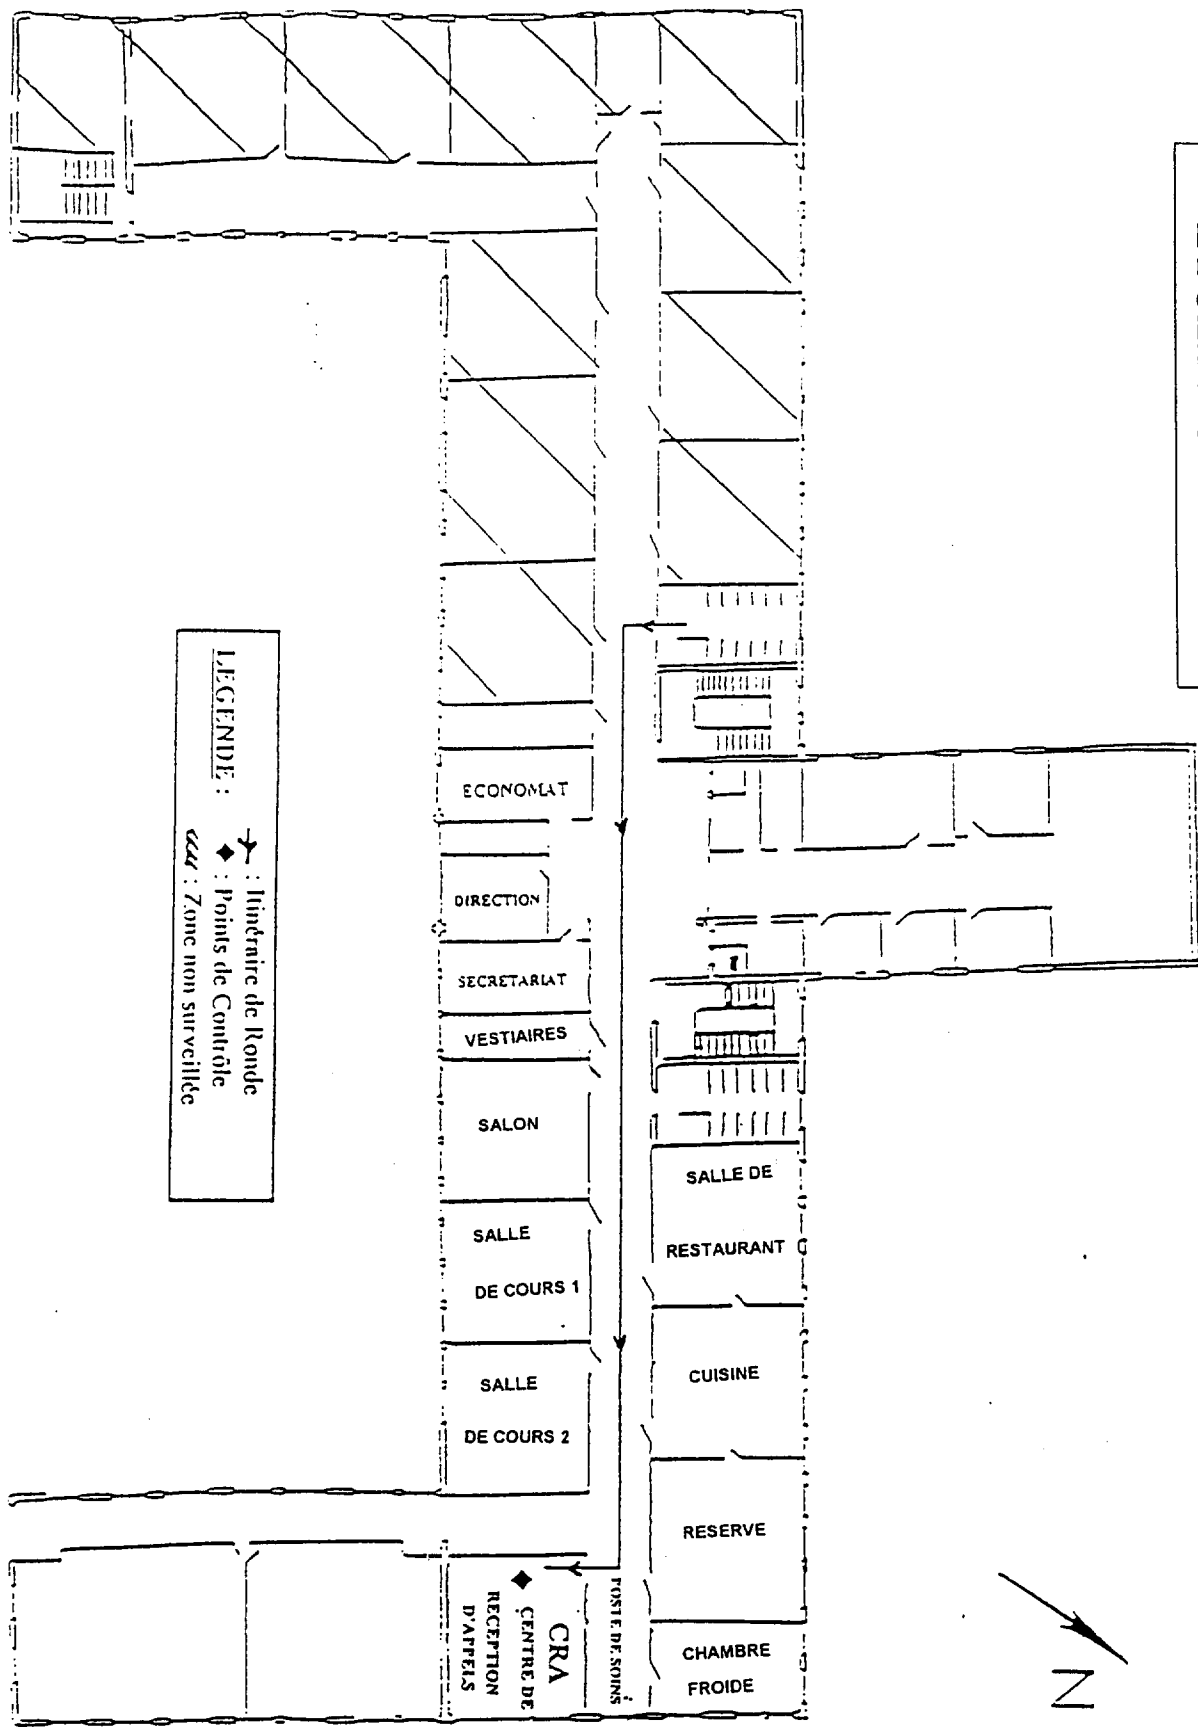 ECONOMAT
DIRECTION
SECRETARIAT
VESTIAIRES
SALON
SALLE
DE COURS 1
SALLE
DE COURS 2
SALLE DE
RESTAURANT
CUISINE
RESERVE
CHAMBRE
FROIDE
POSTE DE SOINS
CRA
CENTRE DE
RECEPTION
D'APPELS
LEGENDE :
: Itinéraire de Ronde
: Points de Contrôle
: Zone non surveillée
N